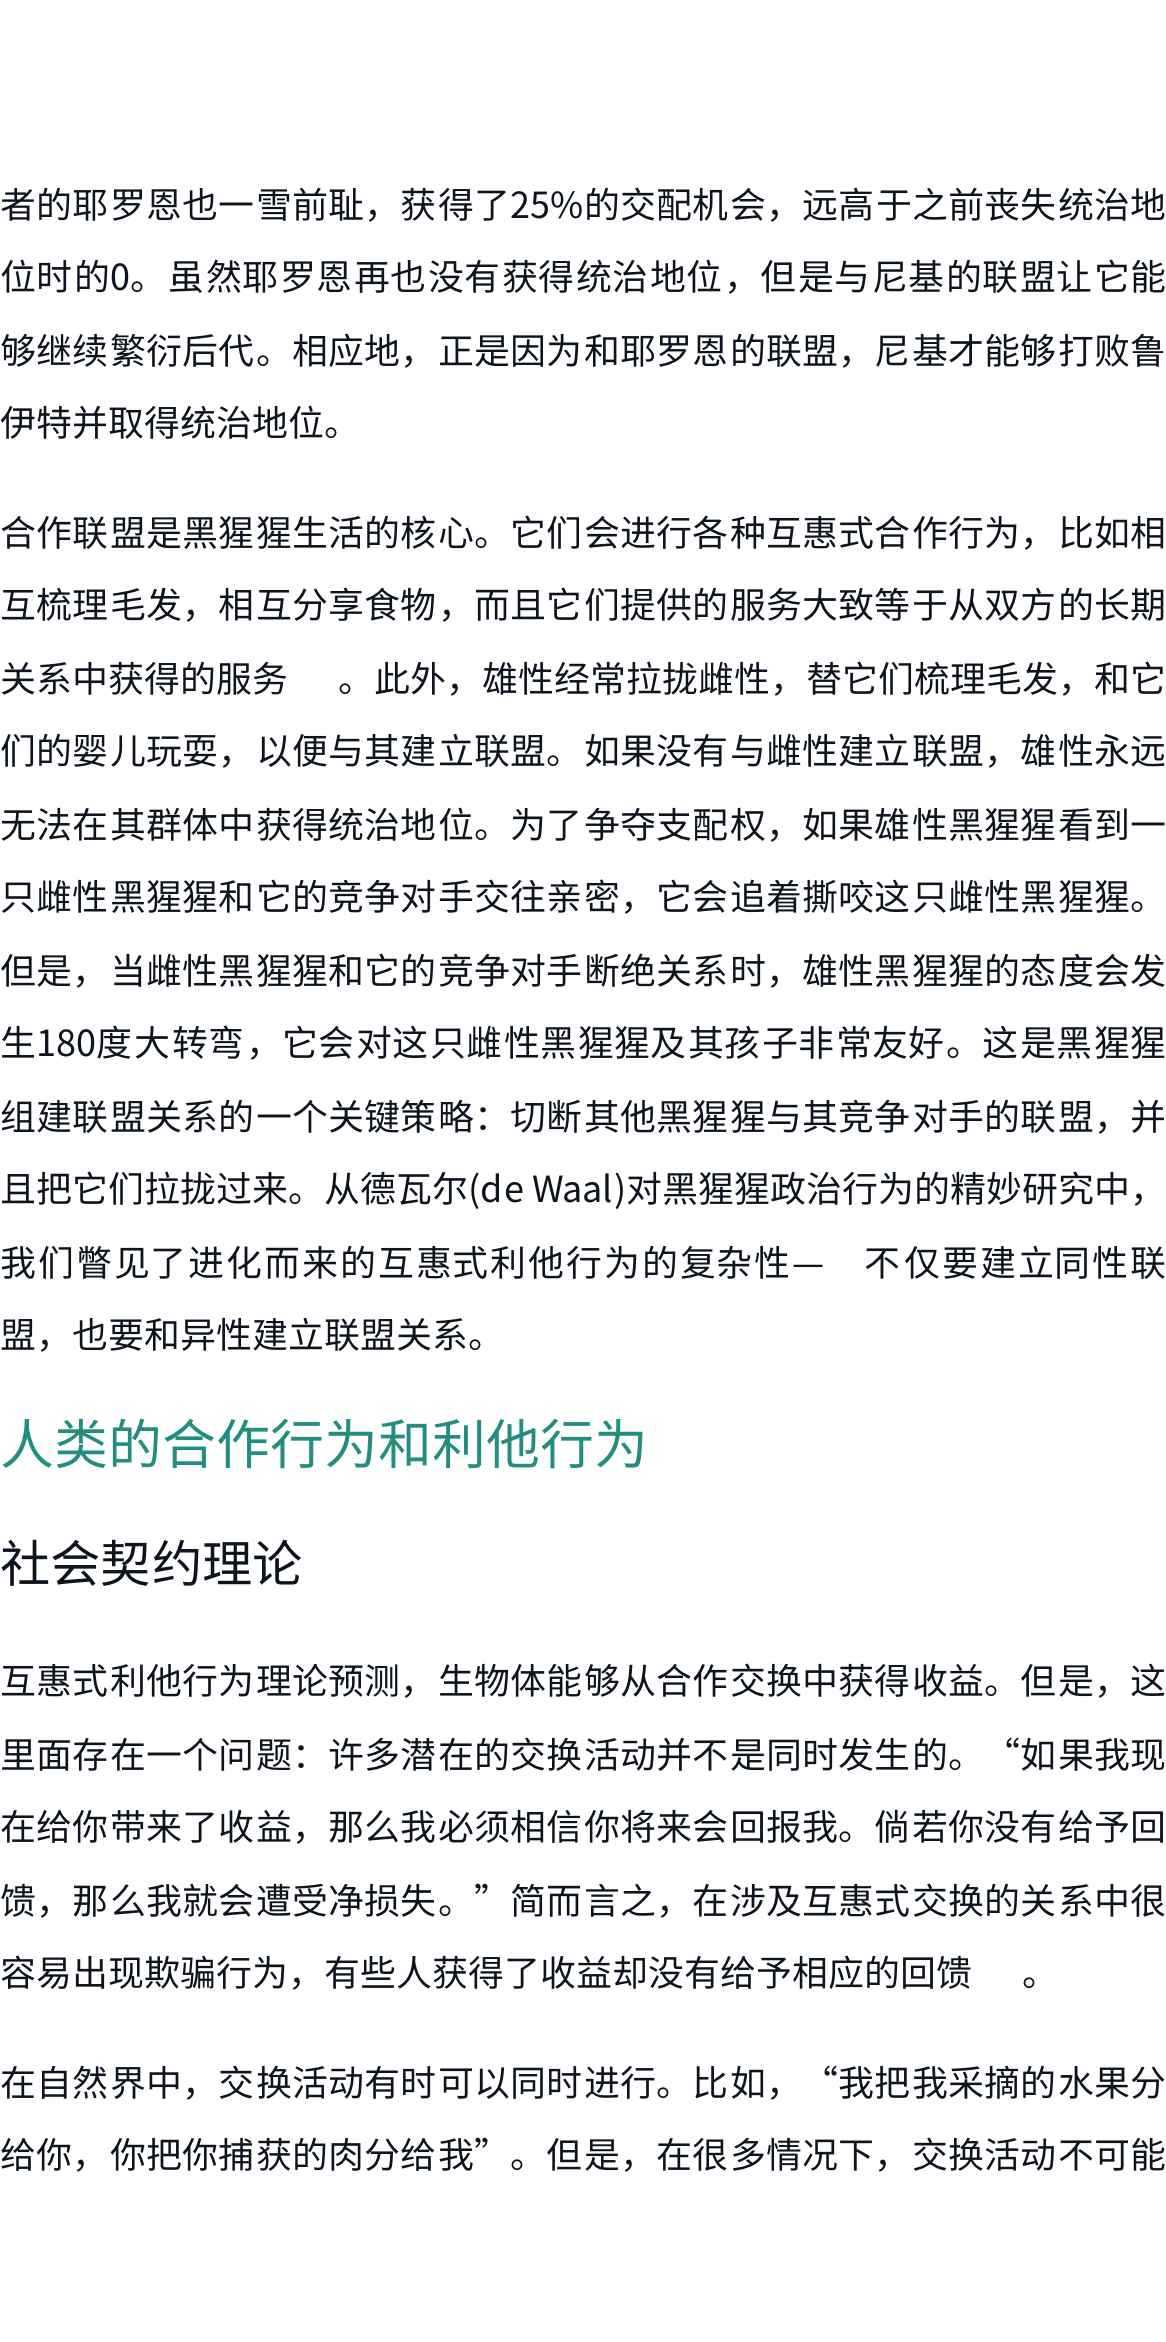 者的耶罗恩也一雪前耻，获得了25%的交配机会，远高于之前丧失统治地
位时的0。虽然耶罗恩再也没有获得统治地位，但是与尼基的联盟让它能
够继续繁衍后代。相应地，正是因为和耶罗恩的联盟，尼基才能够打败鲁
伊特并取得统治地位。
合作联盟是黑猩猩生活的核心。它们会进行各种互惠式合作行为，比如相
互梳理毛发，相互分享食物，而且它们提供的服务大致等于从双方的长期
关系中获得的服务 。此外，雄性经常拉拢雌性，替它们梳理毛发，和它
们的婴儿玩耍，以便与其建立联盟。如果没有与雌性建立联盟，雄性永远
无法在其群体中获得统治地位。为了争夺支配权，如果雄性黑猩猩看到一
只雌性黑猩猩和它的竞争对手交往亲密，它会追着撕咬这只雌性黑猩猩。
但是，当雌性黑猩猩和它的竞争对手断绝关系时，雄性黑猩猩的态度会发
生180度大转弯，它会对这只雌性黑猩猩及其孩子非常友好。这是黑猩猩
组建联盟关系的一个关键策略：切断其他黑猩猩与其竞争对手的联盟，并
且把它们拉拢过来。从德瓦尔(de Waal)对黑猩猩政治行为的精妙研究中，
我们瞥见了进化而来的互惠式利他行为的复杂性— 不仅要建立同性联
盟，也要和异性建立联盟关系。
人类的合作行为和利他行为
社会契约理论
互惠式利他行为理论预测，生物体能够从合作交换中获得收益。但是，这
里面存在一个问题：许多潜在的交换活动并不是同时发生的。“如果我现
在给你带来了收益，那么我必须相信你将来会回报我。倘若你没有给予回
馈，那么我就会遭受净损失。”简而言之，在涉及互惠式交换的关系中很
容易出现欺骗行为，有些人获得了收益却没有给予相应的回馈 。
在自然界中，交换活动有时可以同时进行。比如，“我把我采摘的水果分
给你，你把你捕获的肉分给我”。但是，在很多情况下，交换活动不可能